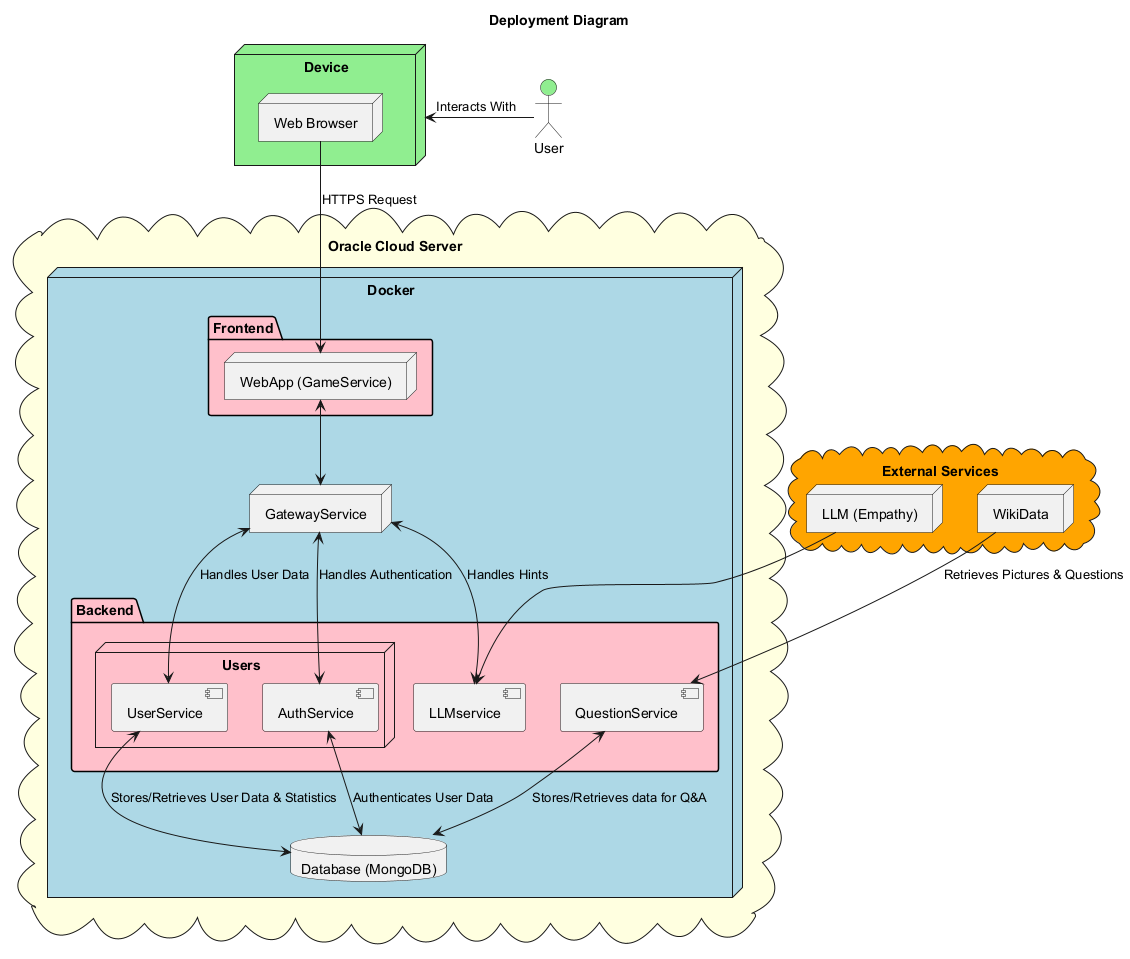 Deployment Diagram
Device
Web Browser
Interacts With
User
HTTPS Request
Oracle Cloud Server
Docker
Frontend
WebApp (GameService)
External Services
LLM (Empathy)
WikiData
GatewayService
Handles User Data
Handles Authentication
Handles Hints
Retrieves Pictures & Questions
Backend
Users
UserService
AuthService
LLMservice
QuestionService
Stores/Retrieves User Data & Statistics
Authenticates User Data
Stores/Retrieves data for Q&A
Database (MongoDB)